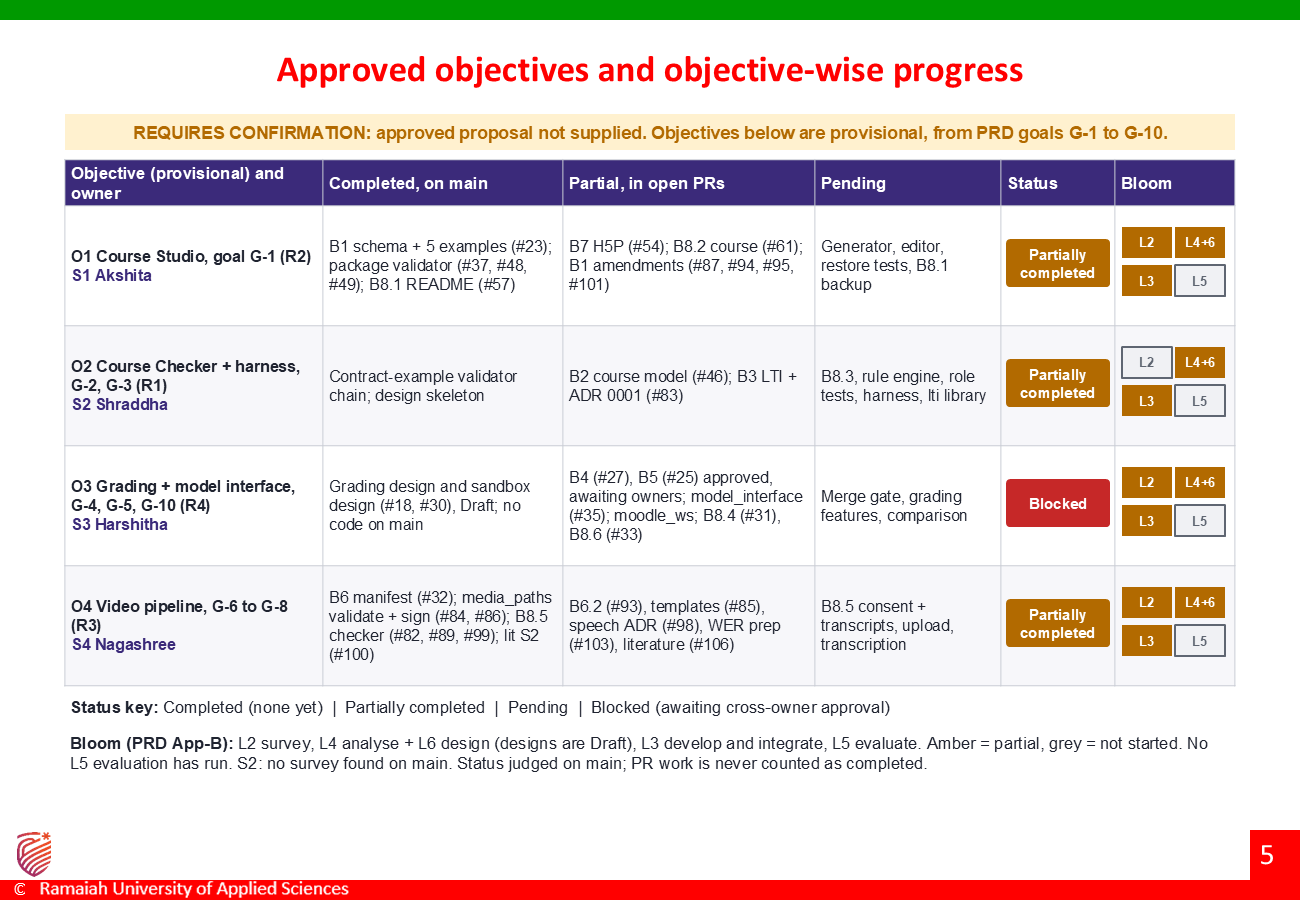 Approved objectives and objective-wise progress
REQUIRES CONFIRMATION: approved proposal not supplied. Objectives below are provisional, from PRD goals G-1 to G-10.
Objective (provisional) and
owner
Completed, on main
Partial, in open PRs
Pending
Status
Bloom
O1 Course Studio, goal G-1 (R2)
S1 Akshita
B1 schema + 5 examples (#23);
package validator (#37, #48,
#49); B8.1 README (#57)
B7 H5P (#54); B8.2 course (#61);
B1 amendments (#87, #94, #95,
#101)
Generator, editor,
restore tests, B8.1
backup
Partially
completed
L2
L4+6
L3
L5
O2 Course Checker + harness,
G-2, G-3 (R1)
S2 Shraddha
Contract-example validator
chain; design skeleton
B2 course model (#46); B3 LTI +
ADR 0001 (#83)
B8.3, rule engine, role
tests, harness, lti library
Partially
completed
L2
L4+6
L3
L5
O3 Grading + model interface,
G-4, G-5, G-10 (R4)
S3 Harshitha
Grading design and sandbox
design (#18, #30), Draft; no
code on main
B4 (#27), B5 (#25) approved,
awaiting owners; model_interface
(#35); moodle_ws; B8.4 (#31),
B8.6 (#33)
Merge gate, grading
features, comparison
Blocked
L2
L4+6
L3
L5
O4 Video pipeline, G-6 to G-8
(R3)
S4 Nagashree
B6 manifest (#32); media_paths
validate + sign (#84, #86); B8.5
checker (#82, #89, #99); lit S2
(#100)
B6.2 (#93), templates (#85),
speech ADR (#98), WER prep
(#103), literature (#106)
B8.5 consent +
transcripts, upload,
transcription
Partially
completed
L2
L4+6
L3
L5
Status key: Completed (none yet) | Partially completed | Pending | Blocked (awaiting cross-owner approval)
Bloom (PRD App-B): L2 survey, L4 analyse + L6 design (designs are Draft), L3 develop and integrate, L5 evaluate. Amber = partial, grey = not started. No
L5 evaluation has run. S2: no survey found on main. Status judged on main; PR work is never counted as completed.
5
© Ramaiah University of Applied Sciences